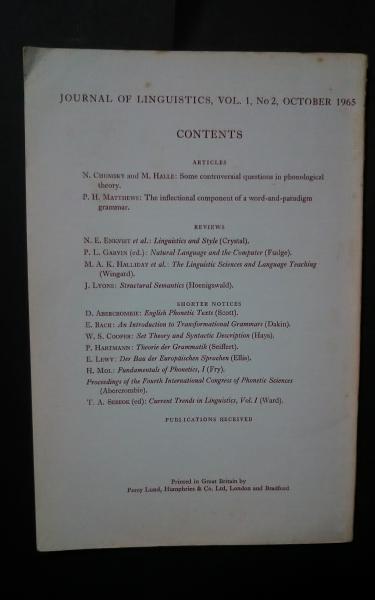 JOURNAL OF LINGUISTICS, VOL. 1, No 2, OCTOBER 1965
CONTENTS
ARTICLES
N. CHOMSKY and M. HALLE: Some controversial questions in phonological
theory.
P. H. MATTHEWS: The inflectional component of a word-and-paradigm
grammar.
REVIEWS
N. E. ENKVIST et al.: Linguistics and Style (Crystal).
P. L. GARVIN (ed.): Natural Language and the Computer (Fudge).
M. A. K. HALLIDAY et al.: The Linguistic Sciences and Language Teaching
(Wingard).
J. LYONS: Structural Semantics (Hoenigswald).
SHORTER NOTICES
D. ABERCROMBIE: English Phonetic Texts (Scott).
E. BACH: An Introduction to Transformational Grammars (Dakin).
W. S. COOPER: Set Theory and Syntactic Description (Hays).
P. HARTMANN: Theorie der Grammatik (Seiffert).
E. LEWY: Der Bau der Europäischen Sprachen (Ellis).
H. MOL: Fundamentals of Phonetics, I (Fry).
Proceedings of the Fourth International Congress of Phonetic Sciences
(Abercrombie).
T. A. SEBEOK (ed): Current Trends in Linguistics, Vol. I (Ward).
PUBLICATIONS RECEIVED
Printed in Great Britain by
Percy Lund, Humphries & Co. Ltd, London and Bradford